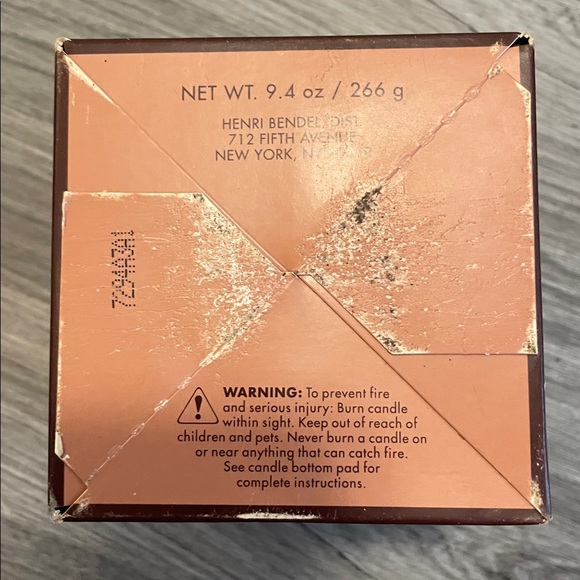 NET WT. 9.4 oz / 266 g
HENRI BENDEL, DIST.
712 FIFTH AVENUE
NEW YORK,
7294A3A1
WARNING: To prevent fire
and serious injury: Burn candle
within sight. Keep out of reach of
children and pets. Never burn a candle on
or near anything that can catch fire.
See candle bottom pad for
complete instructions.